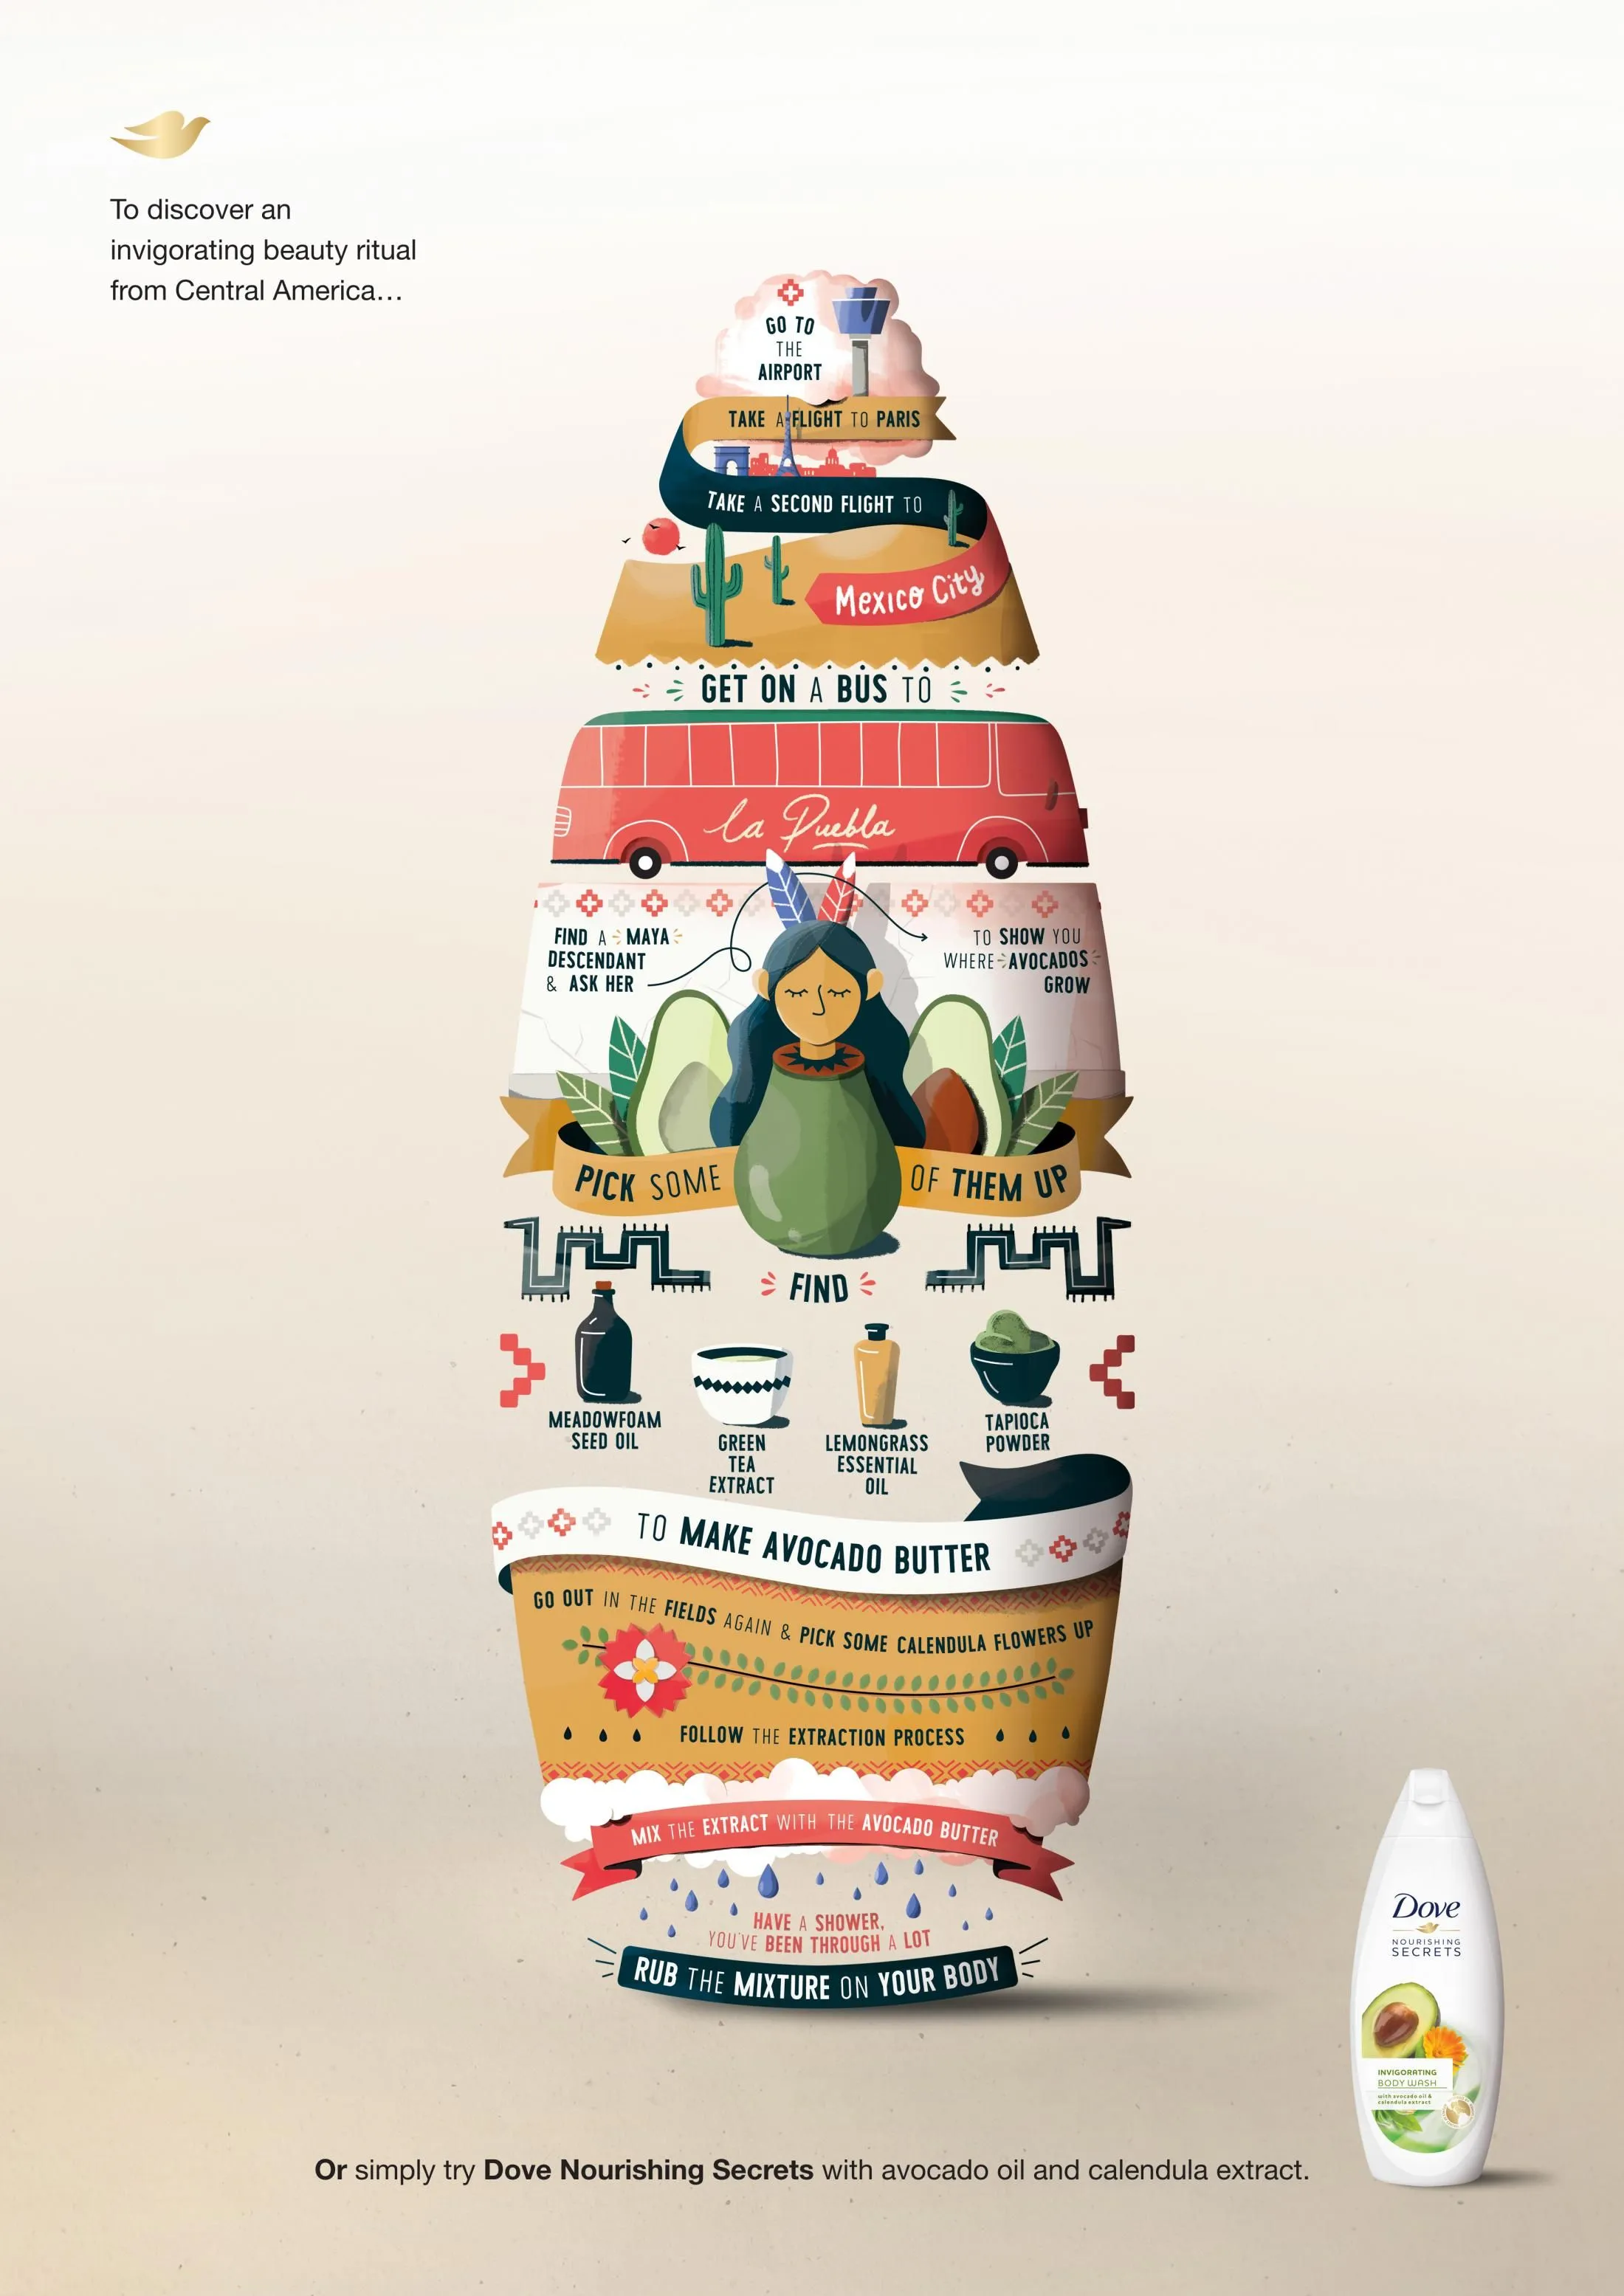 To discover an
invigorating beauty ritual
from Central America...
GO TO
THE
AIRPORT
TAKE A FLIGHT TO PARIS
TAKE A SECOND FLIGHT TO
Mexico City
GET ON A BUS TO
la Puebla
FIND A MAYA
DESCENDANT
& ASK HER
TO SHOW YOU
WHERE AVOCADOS
GROW
PICK SOME OF THEM UP
FIND
MEADOWFOAM
SEED OIL
GREEN
TEA
EXTRACT
LEMONGRASS
ESSENTIAL
OIL
TAPIOCA
POWDER
TO MAKE AVOCADO BUTTER
GO OUT IN THE FIELDS AGAIN & PICK SOME CALENDULA FLOWERS UP
FOLLOW THE EXTRACTION PROCESS
MIX THE EXTRACT WITH THE AVOCADO BUTTER
HAVE A SHOWER,
YOU'VE BEEN THROUGH A LOT
RUB THE MIXTURE ON YOUR BODY
Dove
NOURISHING
SECRETS
INVIGORATING
BODY WASH
with avocado oil &
calendula extract
Or simply try Dove Nourishing Secrets with avocado oil and calendula extract.